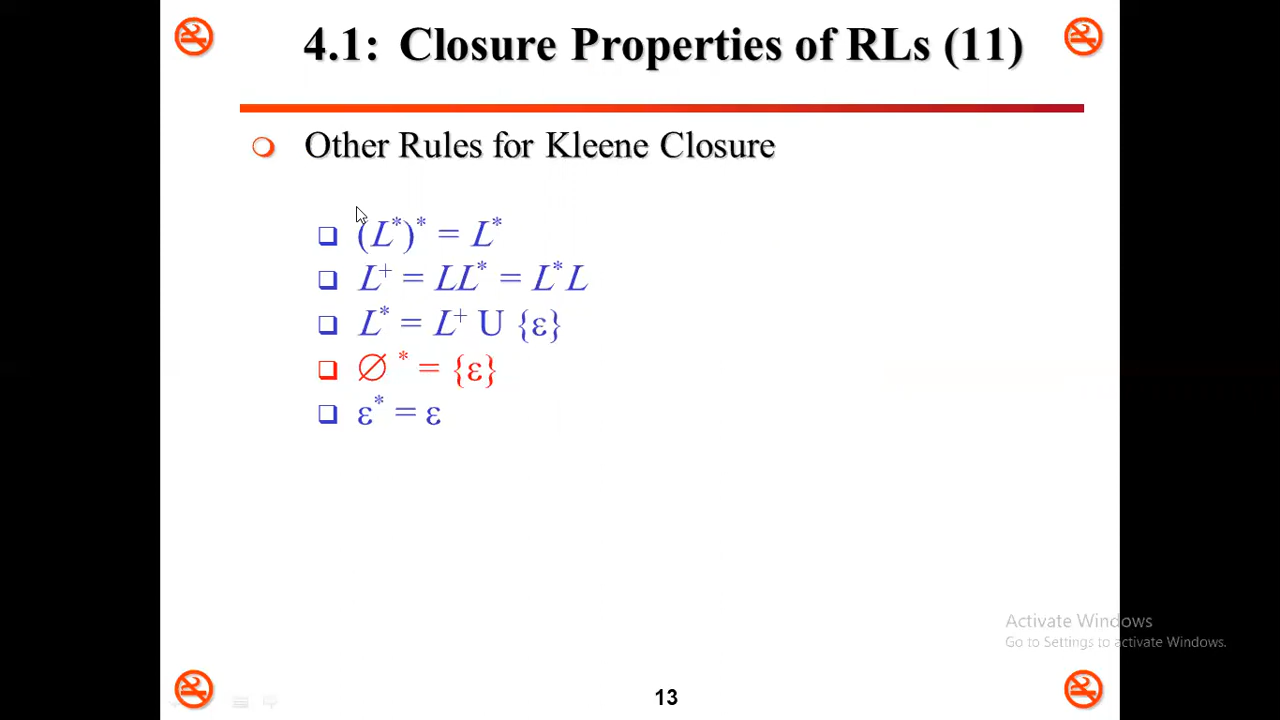 4.1: Closure Properties of RLs (11)
Other Rules for Kleene Closure
(L*)* = L*
L⁺ = LL* = L*L
L* = L⁺ U {ε}
∅ * = {ε}
ε* = ε
Activate Windows
Go to Settings to activate Windows.
13